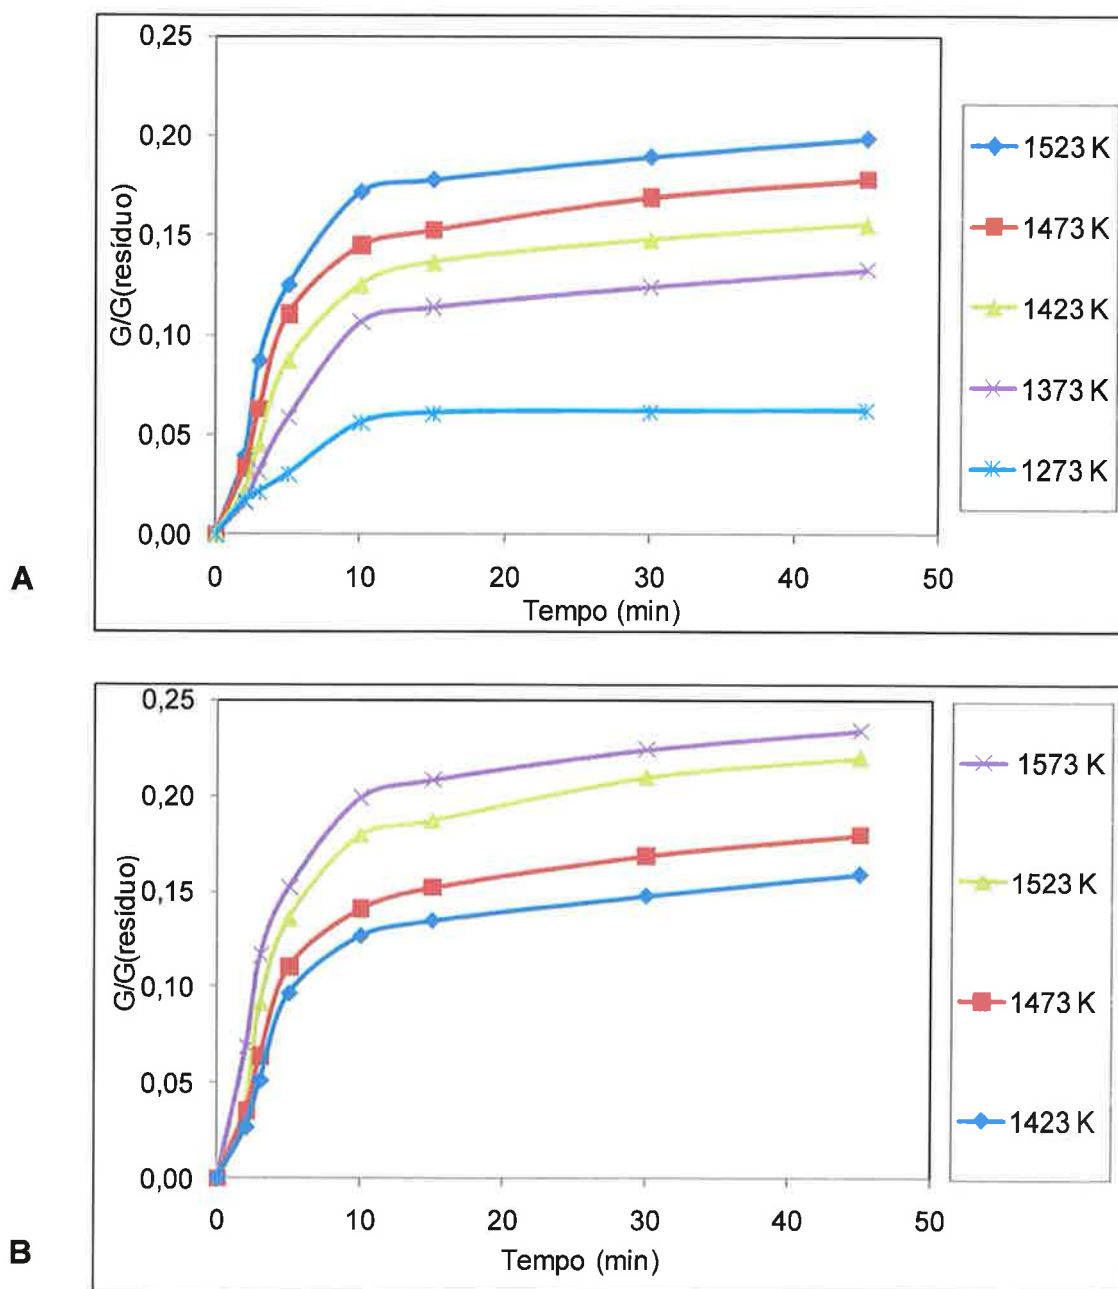 0,25
0,20
0,15
0,10
0,05
0,00
G/G(resíduo)
0 10 20 30 40 50
Tempo (min)
1523 K
1473 K
1423 K
1373 K
1273 K
A
0,25
0,20
0,15
0,10
0,05
0,00
G/G(resíduo)
0 10 20 30 40 50
Tempo (min)
1573 K
1523 K
1473 K
1423 K
B